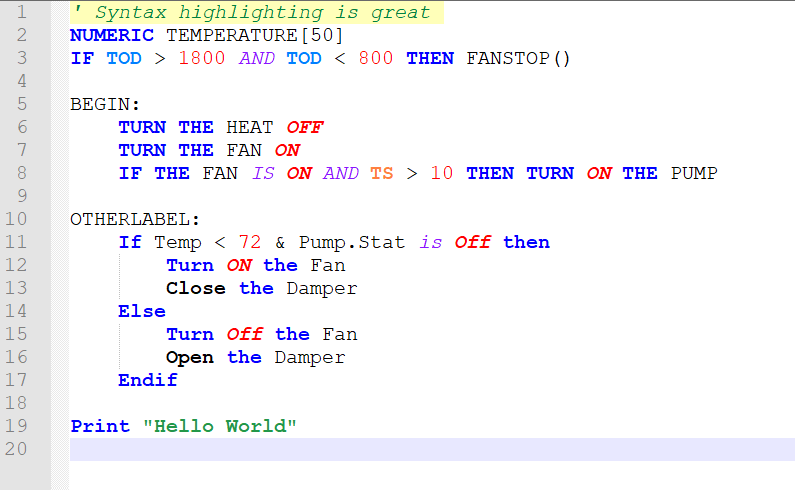 1 ' Syntax highlighting is great
2 NUMERIC TEMPERATURE[50]
3 IF TOD > 1800 AND TOD < 800 THEN FANSTOP()
4
5 BEGIN:
6     TURN THE HEAT OFF
7     TURN THE FAN ON
8     IF THE FAN IS ON AND TS > 10 THEN TURN ON THE PUMP
9
10 OTHERLABEL:
11     If Temp < 72 & Pump.Stat is Off then
12         Turn ON the Fan
13         Close the Damper
14     Else
15         Turn Off the Fan
16         Open the Damper
17     Endif
18
19 Print "Hello World"
20